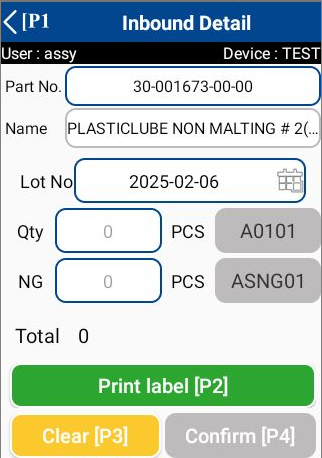 [P1 Inbound Detail
User : assy Device : TEST
Part No. 30-001673-00-00
Name PLASTICLUBE NON MALTING # 2(...
Lot No 2025-02-06
Qty 0 PCS A0101
NG 0 PCS ASNG01
Total 0
Print label [P2]
Clear [P3] Confirm [P4]